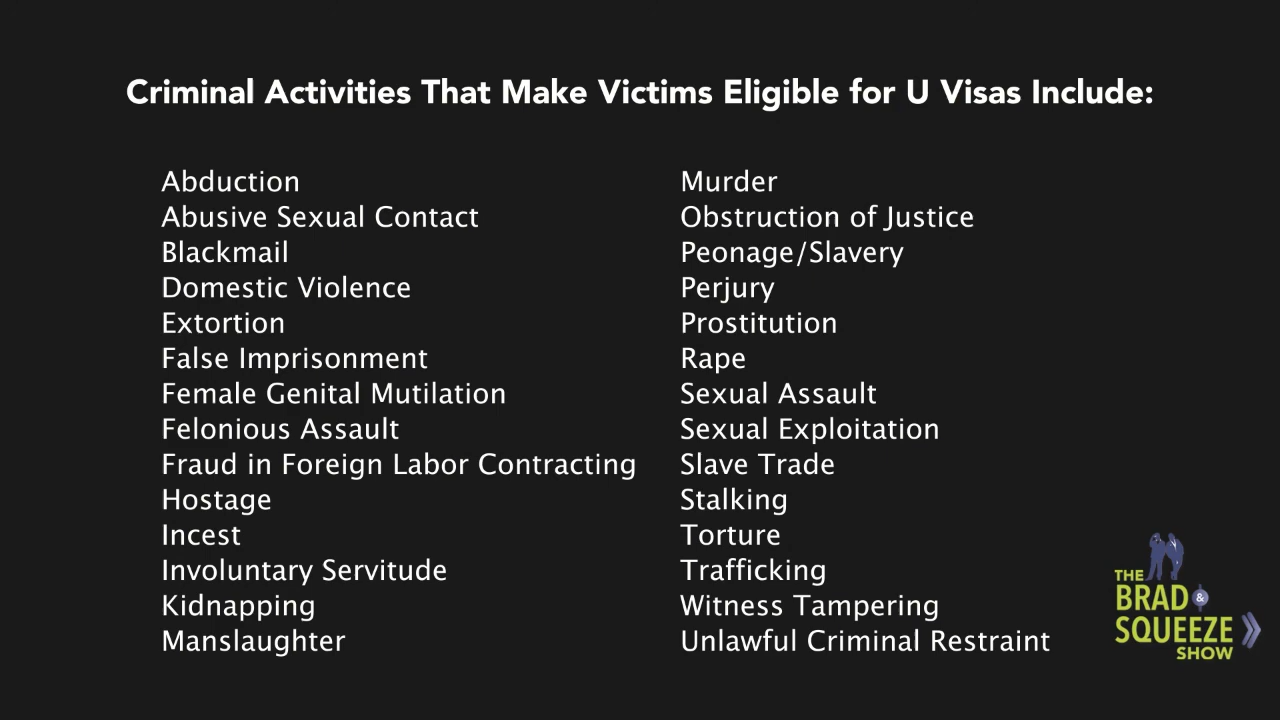 Criminal Activities That Make Victims Eligible for U Visas Include:
Abduction
Abusive Sexual Contact
Blackmail
Domestic Violence
Extortion
False Imprisonment
Female Genital Mutilation
Felonious Assault
Fraud in Foreign Labor Contracting
Hostage
Incest
Involuntary Servitude
Kidnapping
Manslaughter
Murder
Obstruction of Justice
Peonage/Slavery
Perjury
Prostitution
Rape
Sexual Assault
Sexual Exploitation
Slave Trade
Stalking
Torture
Trafficking
Witness Tampering
Unlawful Criminal Restraint
THE
BRAD &
SQUEEZE
SHOW